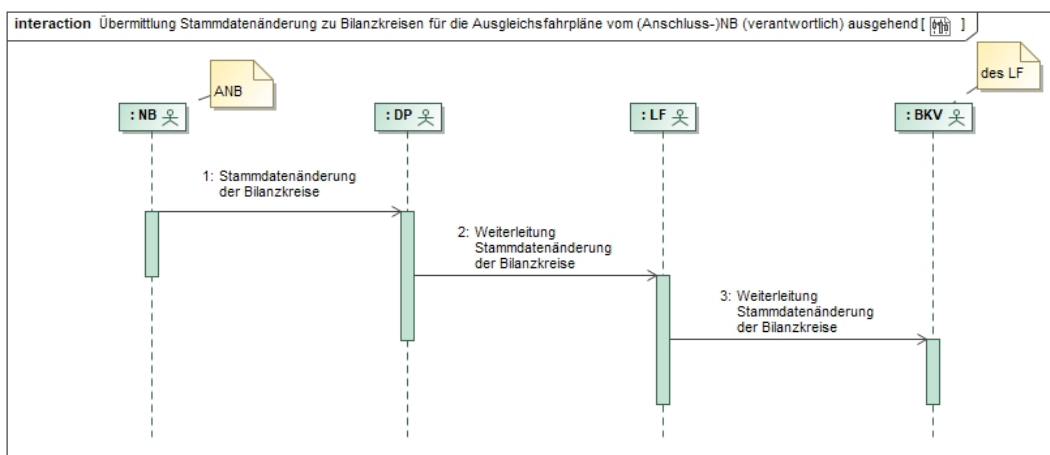 interaction Übermittlung Stammdatenänderung zu Bilanzkreisen für die Ausgleichsfahrpläne vom (Anschluss-)NB (verantwortlich) ausgehend [ ]
ANB
des LF
: NB
: DP
: LF
: BKV
1: Stammdatenänderung
der Bilanzkreise
2: Weiterleitung
Stammdatenänderung
der Bilanzkreise
3: Weiterleitung
Stammdatenänderung
der Bilanzkreise